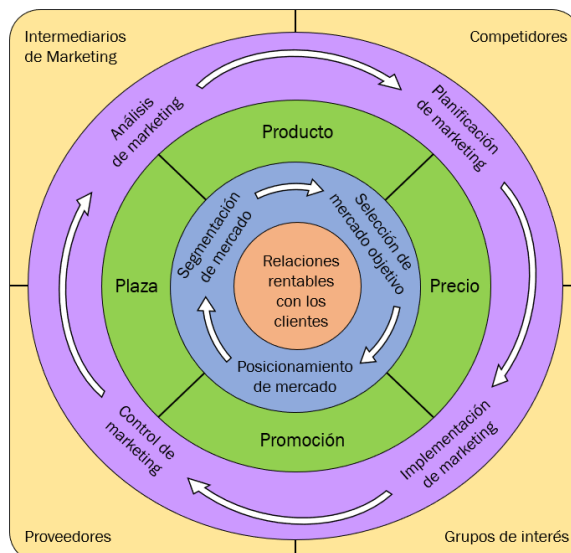 Intermediarios
de Marketing
Competidores
Análisis
de marketing
Planificación
de marketing
Producto
Segmentación
de mercado
Selección de
mercado objetivo
Plaza
Relaciones
rentables
con los
clientes
Precio
Posicionamiento
de mercado
Promoción
Control de
marketing
Implementación
de marketing
Proveedores
Grupos de interés